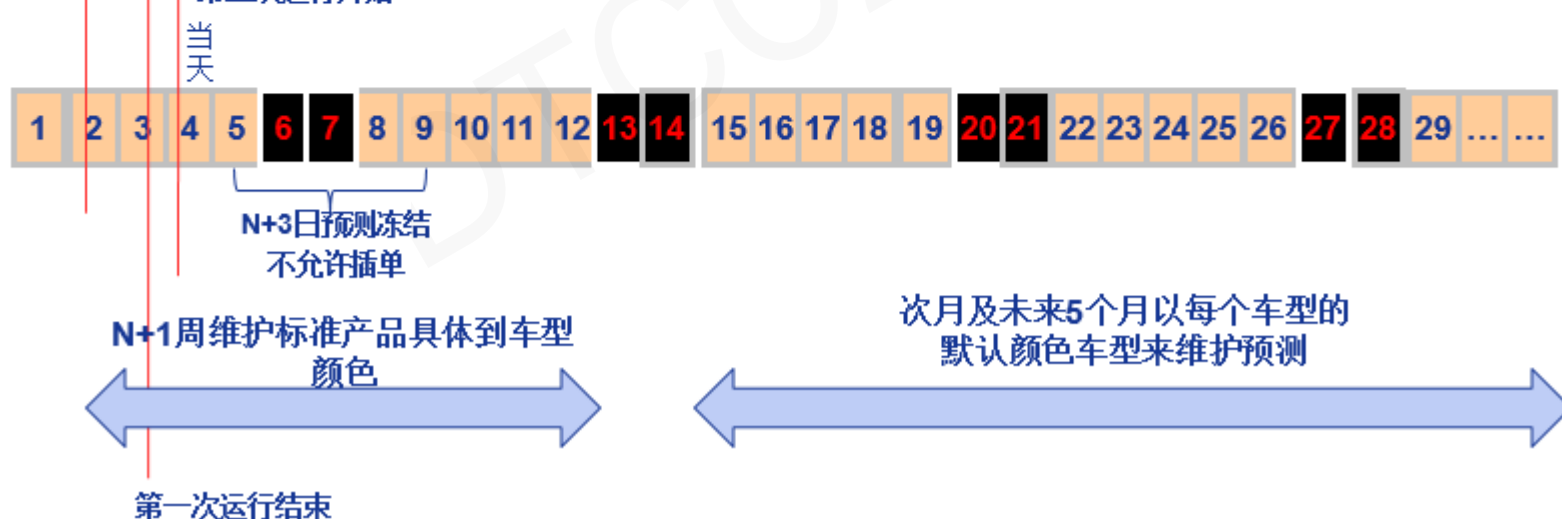 当
天
1 2 3 4 5 6 7 8 9 10 11 12 13 14 15 16 17 18 19 20 21 22 23 24 25 26 27 28 29 ... ...
N+3日预测冻结
不允许插单
N+1周维护标准产品具体到车型
颜色
次月及未来5个月以每个车型的
默认颜色车型来维护预测
第一次运行结束